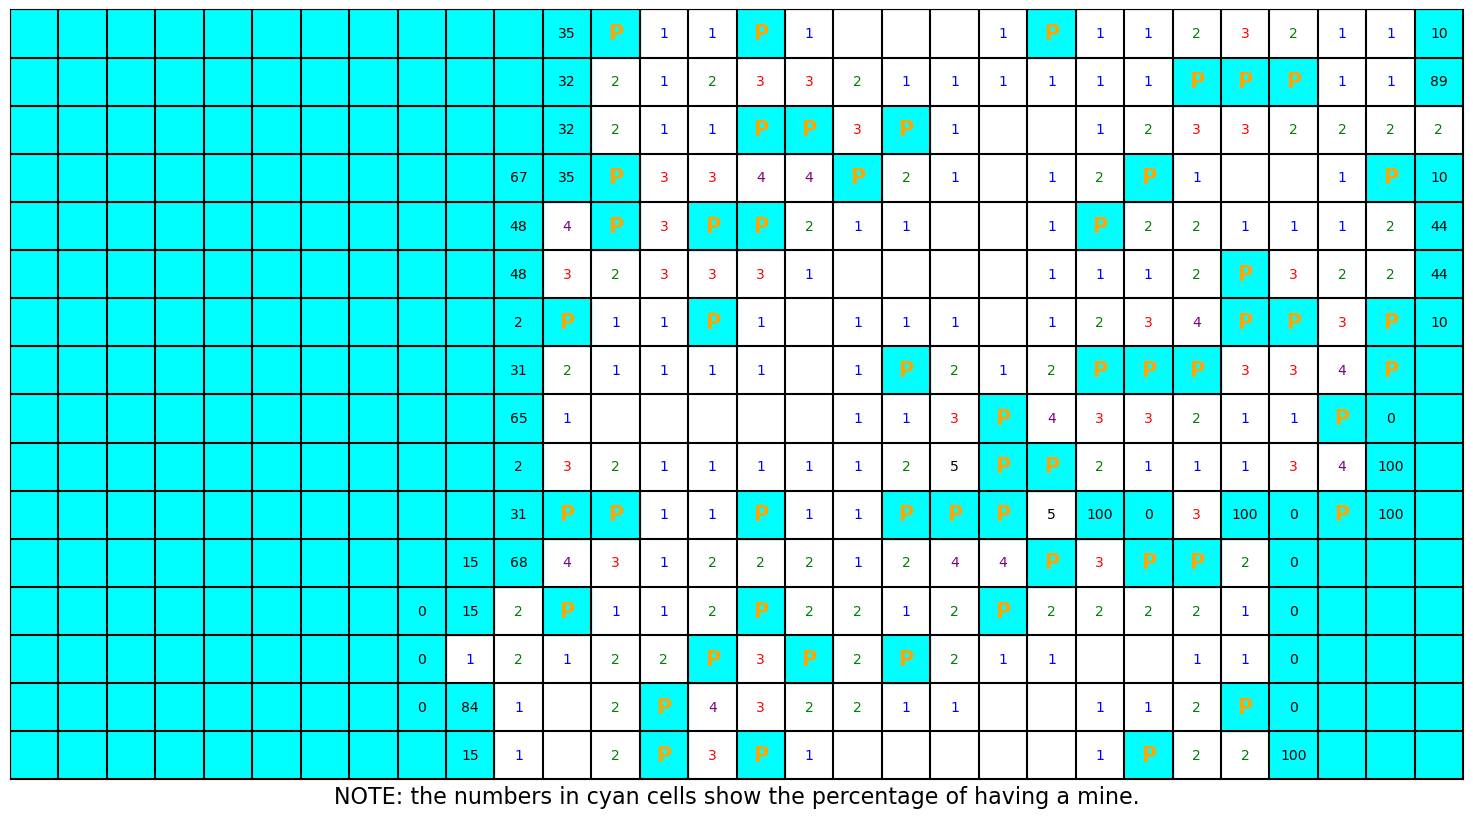 35 P 1 1 P 1 1 P 1 1 2 3 2 1 1 10
32 2 1 2 3 3 2 1 1 1 1 1 1 P P P 1 1 89
32 2 1 1 P P 3 P 1 1 2 3 3 2 2 2 2
67 35 P 3 3 4 4 P 2 1 1 2 P 1 1 P 10
48 4 P 3 P P 2 1 1 1 P 2 2 1 1 1 2 44
48 3 2 3 3 3 1 1 1 1 2 P 3 2 2 44
2 P 1 1 P 1 1 1 1 1 2 3 4 P P 3 P 10
31 2 1 1 1 1 1 P 2 1 2 P P P 3 3 4 P
65 1 1 1 3 P 4 3 3 2 1 1 P 0
2 3 2 1 1 1 1 1 2 5 P P 2 1 1 1 3 4 100
31 P P 1 1 P 1 1 P P P 5 100 0 3 100 0 P 100
15 68 4 3 1 2 2 2 1 2 4 4 P 3 P P 2 0
0 15 2 P 1 1 2 P 2 2 1 2 P 2 2 2 2 1 0
0 1 2 1 2 2 P 3 P 2 P 2 1 1 1 1 0
0 84 1 2 P 4 3 2 2 1 1 1 1 2 P 0
15 1 2 P 3 P 1 1 P 2 2 100
NOTE: the numbers in cyan cells show the percentage of having a mine.